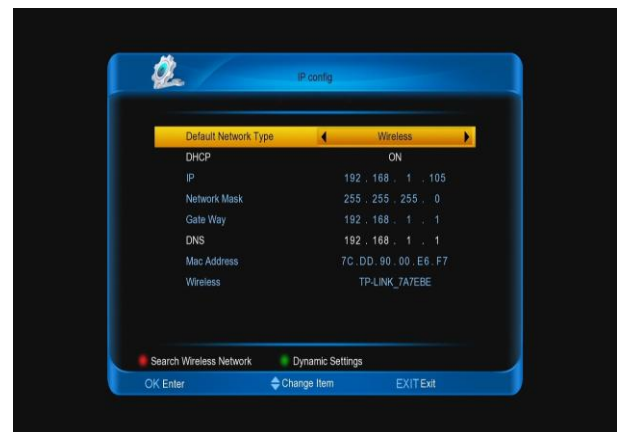 IP config
Default Network Type Wireless
DHCP ON
IP 192 . 168 . 1 . 105
Network Mask 255 . 255 . 255 . 0
Gate Way 192 . 168 . 1 . 1
DNS 192 . 168 . 1 . 1
Mac Address 7C . DD . 90 . 00 . E6 . F7
Wireless TP-LINK_7A7EBE
Search Wireless Network Dynamic Settings
OK Enter Change Item EXIT Exit